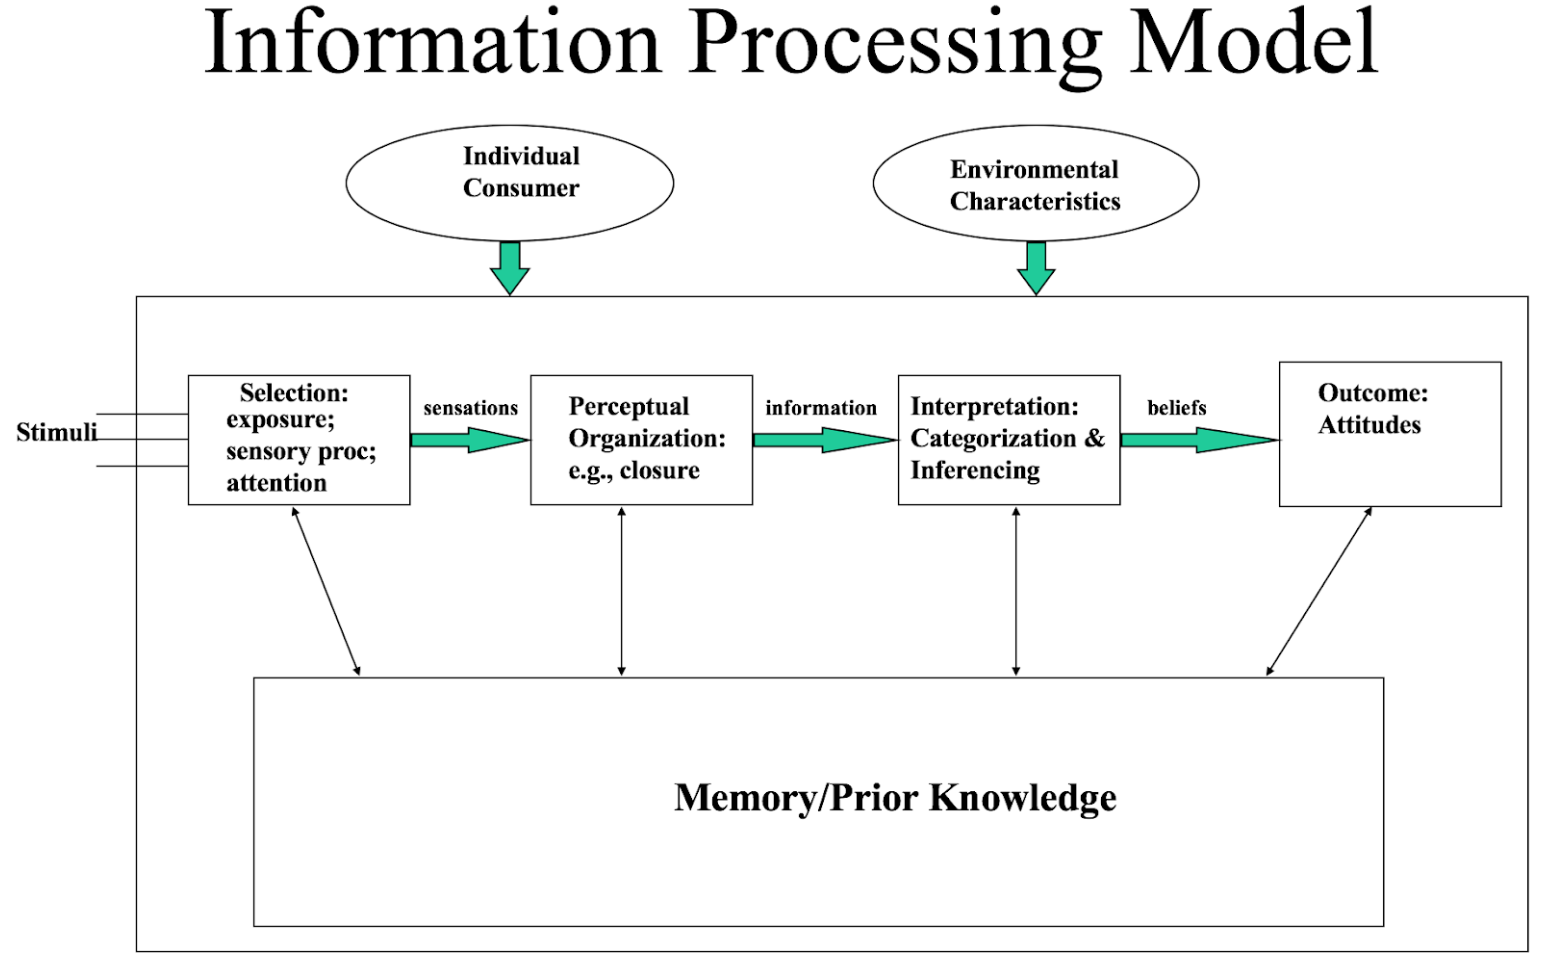 Information Processing Model
Individual
Consumer
Environmental
Characteristics
Stimuli
Selection:
exposure;
sensory proc;
attention
sensations
Perceptual
Organization:
e.g., closure
information
Interpretation:
Categorization &
Inferencing
beliefs
Outcome:
Attitudes
Memory/Prior Knowledge